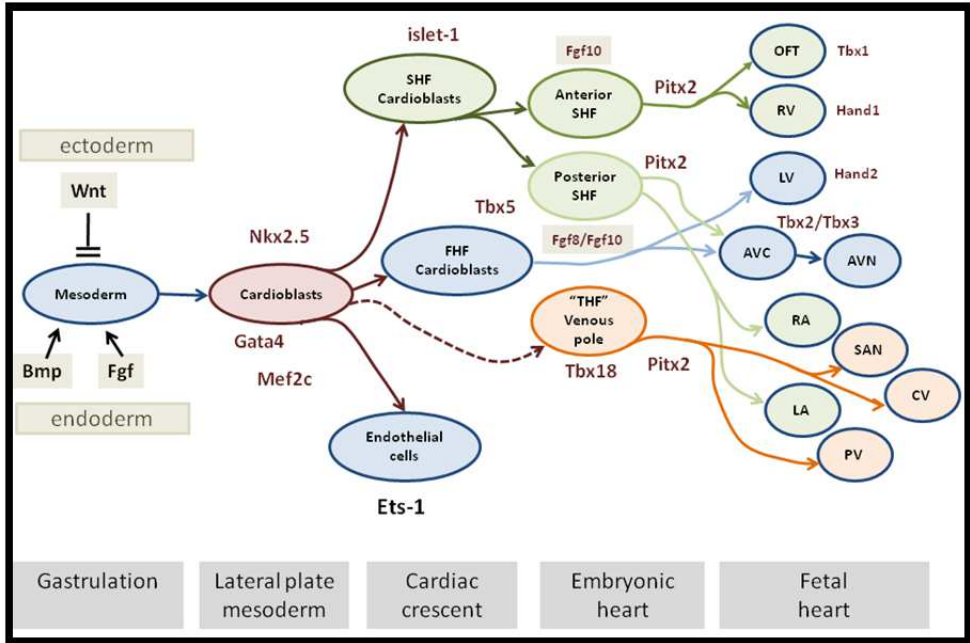 islet-1
Fgf10
OFT
Tbx1
SHF
Cardioblasts
Anterior
SHF
Pitx2
RV
Hand1
ectoderm
Wnt
Posterior
SHF
Pitx2
LV
Hand2
Tbx5
Nkx2.5
FHF
Cardioblasts
Fgf8/Fgf10
Tbx2/Tbx3
AVC
AVN
Mesoderm
Cardioblasts
"THF"
Venous
pole
RA
Gata4
SAN
Bmp
Fgf
Mef2c
Tbx18
Pitx2
CV
endoderm
LA
Endothelial
cells
PV
Ets-1
Gastrulation
Lateral plate
mesoderm
Cardiac
crescent
Embryonic
heart
Fetal
heart